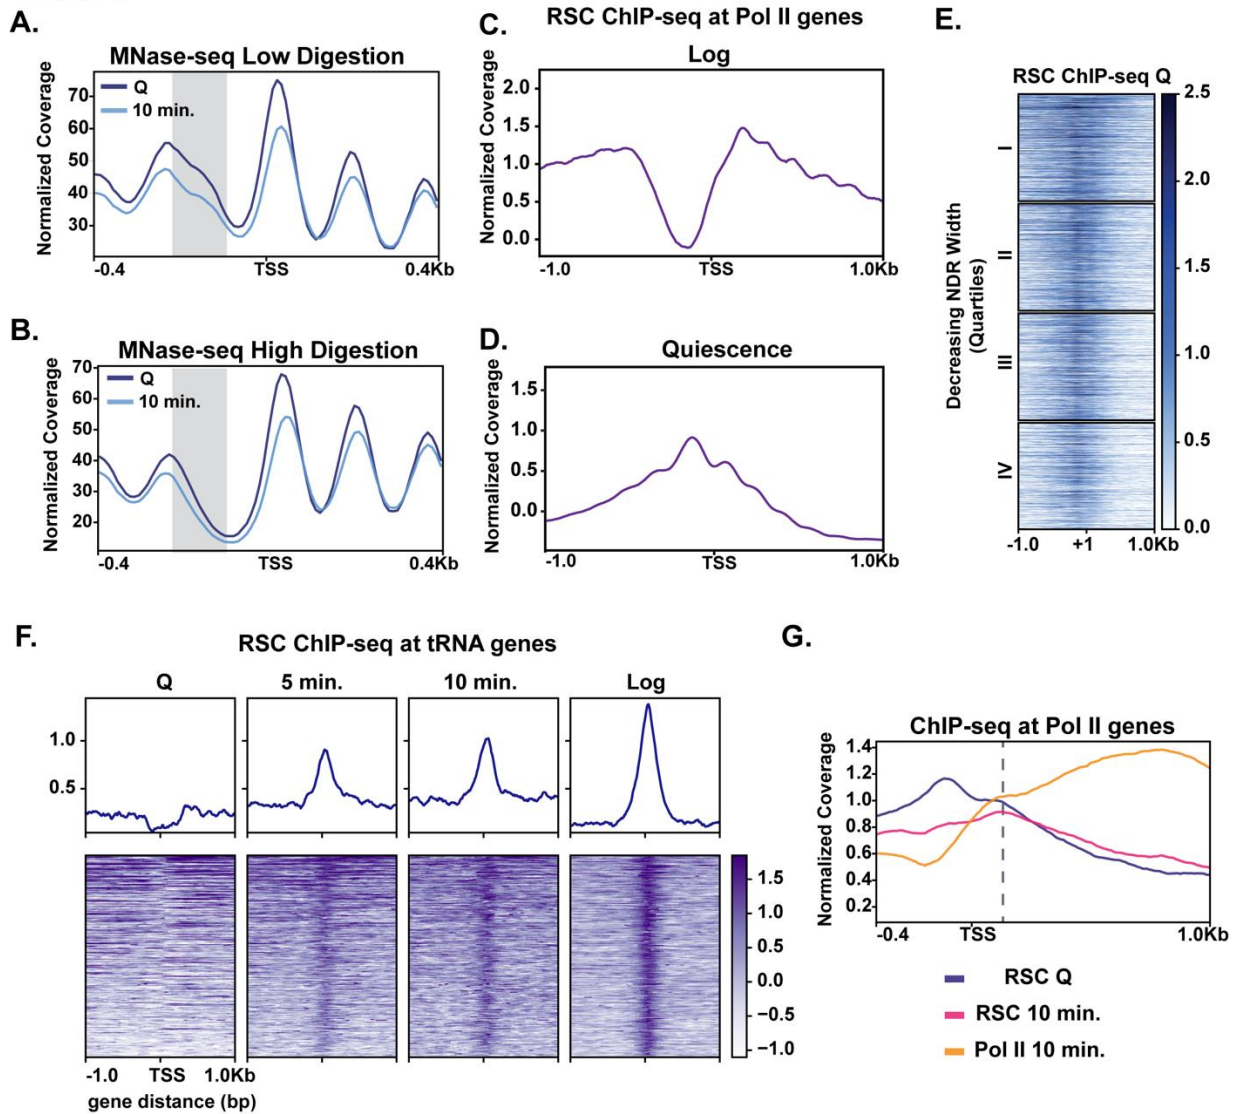 A.
MNase-seq Low Digestion
Normalized Coverage
70
60
50
40
30
Q
10 min.
-0.4
TSS
0.4Kb
B.
MNase-seq High Digestion
Normalized Coverage
70
60
50
40
30
20
Q
10 min.
-0.4
TSS
0.4Kb
RSC ChIP-seq at Pol II genes
C.
Log
Normalized Coverage
2.0
1.5
1.0
0.5
0.0
-1.0
TSS
1.0Kb
D.
Quiescence
Normalized Coverage
1.5
1.0
0.5
0.0
-1.0
TSS
1.0Kb
E.
RSC ChIP-seq Q
Decreasing NDR Width
(Quartiles)
I
II
III
IV
2.5
2.0
1.5
1.0
0.5
0.0
-1.0
+1
1.0Kb
F.
RSC ChIP-seq at tRNA genes
Q
5 min.
10 min.
Log
1.0
0.5
1.5
1.0
0.5
0.0
−0.5
−1.0
-1.0
TSS
1.0Kb
gene distance (bp)
G.
ChIP-seq at Pol II genes
Normalized Coverage
1.4
1.2
1.0
0.8
0.6
0.4
0.2
-0.4
TSS
1.0Kb
RSC Q
RSC 10 min.
Pol II 10 min.